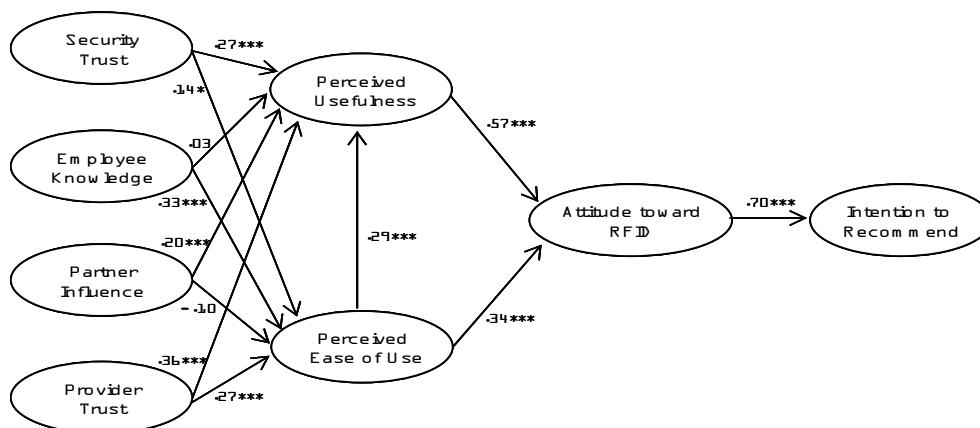 Security
Trust
.27***
Perceived
Usefulness
.14*
.57***
.03
Employee
Knowledge
.33***
Attitude toward
RFID
.70***
Intention to
Recommend
.20***
.29***
Partner
Influence
-.10
.34***
Perceived
Ease of Use
.36***
Provider
Trust
.27***